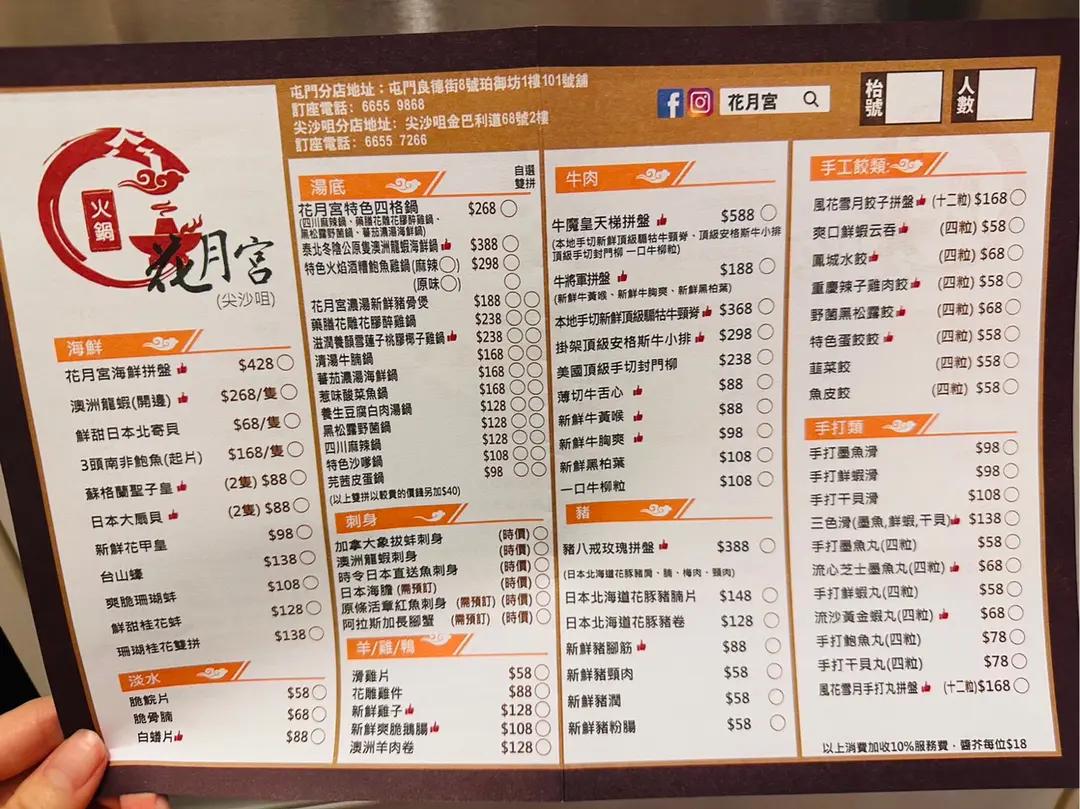 屯門分店地址：屯門良德街8號珀御坊1樓101號舖
訂座電話：6655 9868
尖沙咀分店地址：尖沙咀金巴利道68號2樓
訂座電話：6655 7266
花月宮
枱號
人數
火鍋
花月宮
(尖沙咀)
海鮮
花月宮海鮮拼盤 $428
澳洲龍蝦(開邊) $268/隻
鮮甜日本北寄貝 $68/隻
3頭南非鮑魚(起片) $168/隻
蘇格蘭聖子皇 (2隻) $88
日本大扇貝 (2隻) $88
新鮮花甲皇 $98
台山蠔 $138
爽脆珊瑚蚌 $108
鮮甜桂花蚌 $128
珊瑚桂花雙拼 $138
淡水
脆鯇片 $58
脆骨腩 $68
白鱔片 $88
湯底
自選雙拼
花月宮特色四格鍋 $268
(四川麻辣鍋、藥膳花雕花膠醉雞鍋、
黑松露野菌鍋、蕃茄濃湯海鮮鍋)
泰北冬陰公原隻澳洲龍蝦海鮮鍋 $388
特色火焰酒糟鮑魚雞鍋(麻辣) $298
(原味)
花月宮濃湯新鮮豬骨煲 $188
藥膳花雕花膠醉雞鍋 $238
滋潤養顏雪蓮子桃膠椰子雞鍋 $238
清湯牛腩鍋 $168
蕃茄濃湯海鮮鍋 $168
惹味酸菜魚鍋 $168
養生豆腐白肉湯鍋 $128
黑松露野菌鍋 $128
四川麻辣鍋 $128
特色沙嗲鍋 $108
芫茜皮蛋鍋 $98
(以上雙拼以較貴的價錢另加$40)
刺身
加拿大象拔蚌刺身 (時價)
澳洲龍蝦刺身 (時價)
時令日本直送魚刺身 (時價)
日本海膽 (需預訂) (時價)
原條活章紅魚刺身 (需預訂) (時價)
阿拉斯加長腳蟹 (需預訂) (時價)
羊/雞/鴨
滑雞片 $58
花雕雞件 $88
新鮮雞子 $128
新鮮爽脆鵝腸 $108
澳洲羊肉卷 $128
牛肉
牛魔皇天梯拼盤 $588
(本地手切新鮮頂級騸牯牛頸脊、頂級安格斯牛小排
頂級手切封門柳 一口牛柳粒)
牛將軍拼盤 $188
(新鮮牛黃喉、新鮮牛胸爽、新鮮黑柏葉)
本地手切新鮮頂級騸牯牛頸脊 $368
掛架頂級安格斯牛小排 $298
美國頂級手切封門柳 $238
薄切牛舌心 $88
新鮮牛黃喉 $88
新鮮牛胸爽 $98
新鮮黑柏葉 $108
一口牛柳粒 $108
豬
豬八戒玫瑰拼盤 $388
(日本北海道花豚豬肩、腩、梅肉、頸肉)
日本北海道花豚豬腩片 $148
日本北海道花豚豬卷 $128
新鮮豬腳筋 $88
新鮮豬頸肉 $58
新鮮豬潤 $58
新鮮豬粉腸 $58
手工餃類:
風花雪月餃子拼盤 (十二粒) $168
爽口鮮蝦云吞 (四粒) $58
鳳城水餃 (四粒) $68
重慶辣子雞肉餃 (四粒) $58
野菌黑松露餃 (四粒) $68
特色蛋餃餃 (四粒) $58
韮菜餃 (四粒) $58
魚皮餃 (四粒) $58
手打類
手打墨魚滑 $98
手打鮮蝦滑 $98
手打干貝滑 $108
三色滑(墨魚,鮮蝦,干貝) $138
手打墨魚丸(四粒) $58
流心芝士墨魚丸(四粒) $68
手打鮮蝦丸(四粒) $58
流沙黃金蝦丸(四粒) $68
手打鮑魚丸(四粒) $78
手打干貝丸(四粒) $78
風花雪月手打丸拼盤 (十二粒)$168
以上消費加收10%服務費，醬芥每位$18